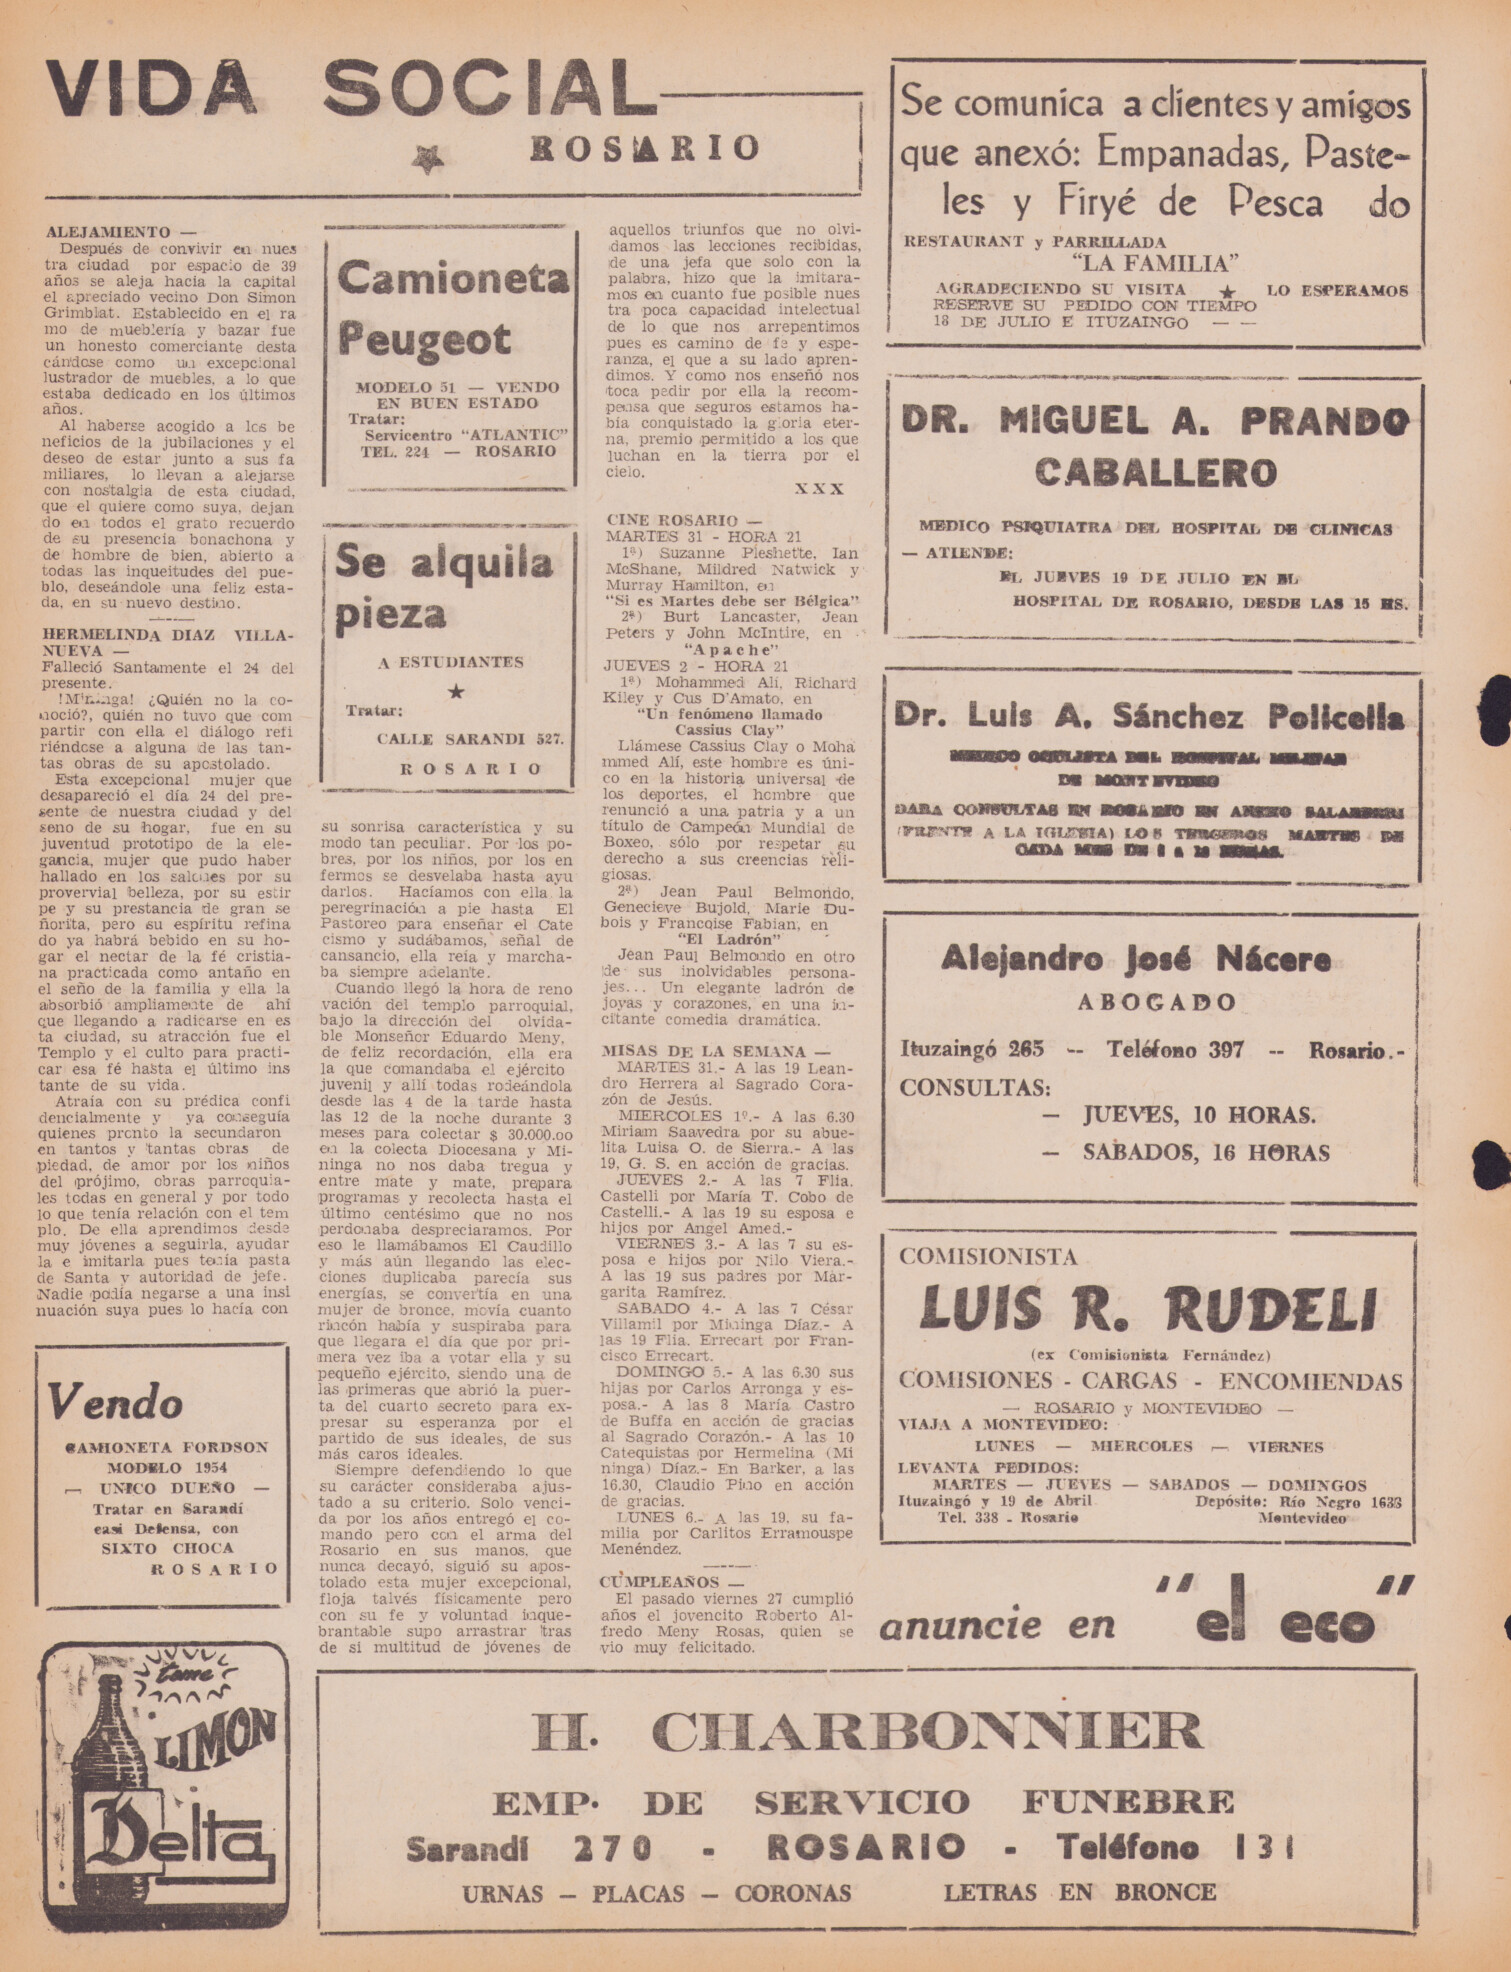 VIDA SOCIAL
ROSARIO
ALEJAMIENTO —
Después de convivir en nues
tra ciudad por espacio de 39
años se aleja hacia la capital
el apreciado vecino Don Simon
Grimblat. Establecido en el ra
mo de mueblería y bazar fue
un honesto comerciante desta
cándose como un excepcional
lustrador de muebles, a lo que
estaba dedicado en los últimos
años.
Al haberse acogido a los be
neficios de la jubilaciones y el
deseo de estar junto a sus fa
miliares, lo llevan a alejarse
con nostalgia de esta ciudad,
que el quiere como suya, dejan
do en todos el grato recuerdo
de su presencia bonachona y
de hombre de bien, abierto a
todas las inqueitudes del pue-
blo, deseándole una feliz esta-
da, en su nuevo destino.
HERMELINDA DIAZ VILLA-
NUEVA —
Falleció Santamente el 24 del
presente.
!Mininga! ¿Quién no la co-
noció?, quién no tuvo que com
partir con ella el diálogo refi
riéndose a alguna de las tan-
tas obras de su apostolado.
Esta excepcional mujer que
desapareció el día 24 del pre-
sente de nuestra ciudad y del
seno de su hogar, fue en su
juventud prototipo de la ele-
gancia, mujer que pudo haber
hallado en los salones por su
provervial belleza, por su estir
pe y su prestancia de gran se
ñorita, pero su espíritu refina
do ya habrá bebido en su ho-
gar el nectar de la fé cristia-
na practicada como antaño en
el seño de la familia y ella la
absorbió ampliamente de ahí
que llegando a radicarse en es
ta ciudad, su atracción fue el
Templo y el culto para practi-
car esa fé hasta el último ins
tante de su vida.
Atraía con su prédica confi
dencialmente y ya conseguía
quienes pronto la secundaron
en tantos y tantas obras de
piedad, de amor por los niños
del prójimo, obras parroquia-
les todas en general y por todo
lo que tenía relación con el tem
plo. De ella aprendimos desde
muy jóvenes a seguirla, ayudar
la e imitarla pues tenía pasta
de Santa y autoridad de jefe.
Nadie podía negarse a una insi
nuación suya pues lo hacía con
Vendo
CAMIONETA FORDSON
MODELO 1954
— UNICO DUEÑO —
Tratar en Sarandí
casi Defensa, con
SIXTO CHOCA
ROSARIO
tome
LIMON
Delta
Camioneta
Peugeot
MODELO 51 — VENDO
EN BUEN ESTADO
Tratar:
Servicentro "ATLANTIC"
TEL. 224 — ROSARIO
Se alquila
pieza
A ESTUDIANTES
Tratar:
CALLE SARANDI 527.
ROSARIO
su sonrisa característica y su
modo tan peculiar. Por los po-
bres, por los niños, por los en
fermos se desvelaba hasta ayu
darlos. Hacíamos con ella la
peregrinación a pie hasta El
Pastoreo para enseñar el Cate
cismo y sudábamos, señal de
cansancio, ella reía y marcha-
ba siempre adelante.
Cuando llegó la hora de reno
vación del templo parroquial,
bajo la dirección del olvida-
ble Monseñor Eduardo Meny,
de feliz recordación, ella era
la que comandaba el ejército
juvenil y allí todas rodeándola
desde las 4 de la tarde hasta
las 12 de la noche durante 3
meses para colectar $ 30.000.oo
en la colecta Diocesana y Mi-
ninga no nos daba tregua y
entre mate y mate, prepara
programas y recolecta hasta el
último centésimo que no nos
perdonaba despreciaramos. Por
eso le llamábamos El Caudillo
y más aún llegando las elec-
ciones duplicaba parecía sus
energías, se convertía en una
mujer de bronce, movía cuanto
rincón había y suspiraba para
que llegara el día que por pri-
mera vez iba a votar ella y su
pequeño ejército, siendo una de
las primeras que abrió la puer-
ta del cuarto secreto para ex-
presar su esperanza por el
partido de sus ideales, de sus
más caros ideales.
Siempre defendiendo lo que
su carácter consideraba ajus-
tado a su criterio. Solo venci-
da por los años entregó el co-
mando pero con el arma del
Rosario en sus manos, que
nunca decayó, siguió su apos-
tolado esta mujer excepcional,
floja talvés físicamente pero
con su fe y voluntad inque-
brantable supo arrastrar tras
de si multitud de jóvenes de
aquellos triunfos que no olvi-
damos las lecciones recibidas,
de una jefa que solo con la
palabra, hizo que la imitara-
mos en cuanto fue posible nues
tra poca capacidad intelectual
de lo que nos arrepentimos
pues es camino de fe y espe-
ranza, el que a su lado apren-
dimos. Y como nos enseñó nos
toca pedir por ella la recom-
pensa que seguros estamos ha-
bía conquistado la gloria eter-
na, premio permitido a los que
luchan en la tierra por el
cielo.
XXX
CINE ROSARIO —
MARTES 31 - HORA 21
1ª) Suzanne Pleshette, Ian
McShane, Mildred Natwick y
Murray Hamilton, en
"Si es Martes debe ser Bélgica"
2ª) Burt Lancaster, Jean
Peters y John McIntire, en
"Apache"
JUEVES 2 - HORA 21
1ª) Mohammed Alí, Richard
Kiley y Cus D'Amato, en
"Un fenómeno llamado
Cassius Clay"
Llámese Cassius Clay o Moha
mmed Alí, este hombre es úni-
co en la historia universal de
los deportes, el hombre que
renunció a una patria y a un
título de Campeón Mundial de
Boxeo, sólo por respetar su
derecho a sus creencias reli-
giosas.
2ª) Jean Paul Belmondo,
Genecieve Bujold, Marie Du-
bois y Francoise Fabian, en
"El Ladrón"
Jean Paul Belmondo en otro
de sus inolvidables persona-
jes... Un elegante ladrón de
joyas y corazones, en una in-
citante comedia dramática.
MISAS DE LA SEMANA —
MARTES 31.- A las 19 Lean-
dro Herrera al Sagrado Cora-
zón de Jesús.
MIERCOLES 1º.- A las 6.30
Miriam Saavedra por su abue-
lita Luisa O. de Sierra.- A las
19, G. S. en acción de gracias.
JUEVES 2.- A las 7 Flia.
Castelli por María T. Cobo de
Castelli.- A las 19 su esposa e
hijos por Angel Amed.-
VIERNES 3.- A las 7 su es-
posa e hijos por Nilo Viera.-
A las 19 sus padres por Mar-
garita Ramírez.
SABADO 4.- A las 7 César
Villamil por Mininga Díaz.- A
las 19 Flia. Errecart por Fran-
cisco Errecart.
DOMINGO 5.- A las 6.30 sus
hijas por Carlos Arronga y es-
posa.- A las 8 María Castro
de Buffa en acción de gracias
al Sagrado Corazón.- A las 10
Catequistas por Hermelina (Mi
ninga) Díaz.- En Barker, a las
16.30, Claudio Pino en acción
de gracias.
LUNES 6.- A las 19, su fa-
milia por Carlitos Erramouspe
Menéndez.
CUMPLEAÑOS —
El pasado viernes 27 cumplió
años el jovencito Roberto Al-
fredo Meny Rosas, quien se
vio muy felicitado.
Se comunica a clientes y amigos
que anexó: Empanadas, Paste-
les y Firyé de Pesca do
RESTAURANT y PARRILLADA
"LA FAMILIA"
AGRADECIENDO SU VISITA ★ LO ESPERAMOS
RESERVE SU PEDIDO CON TIEMPO
18 DE JULIO E ITUZAINGO — —
DR. MIGUEL A. PRANDO
CABALLERO
MEDICO PSIQUIATRA DEL HOSPITAL DE CLINICAS
— ATIENDE:
EL JUEVES 19 DE JULIO EN EL
HOSPITAL DE ROSARIO, DESDE LAS 15 HS.
Dr. Luis A. Sánchez Policella
MEDICO OCULISTA DEL HOSPITAL MILITAR
DE MONTEVIDEO
DARA CONSULTAS EN ROSARIO EN ANEXO SALABERRI
(FRENTE A LA IGLESIA) LOS TERCEROS MARTES DE
CADA MES DE
Alejandro José Nácere
ABOGADO
Ituzaingó 265 -- Teléfono 397 -- Rosario.-
CONSULTAS:
— JUEVES, 10 HORAS.
— SABADOS, 16 HORAS
COMISIONISTA
LUIS R. RUDELI
(ex Comisionista Fernández)
COMISIONES - CARGAS - ENCOMIENDAS
— ROSARIO y MONTEVIDEO —
VIAJA A MONTEVIDEO:
LUNES — MIERCOLES — VIERNES
LEVANTA PEDIDOS:
MARTES — JUEVES — SABADOS — DOMINGOS
Ituzaingó y 19 de Abril Depósito: Río Negro 1633
Tel. 338 - Rosario Montevideo
anuncie en "el eco"
H. CHARBONNIER
EMP. DE SERVICIO FUNEBRE
Sarandí 270 - ROSARIO - Teléfono 131
URNAS — PLACAS — CORONAS LETRAS EN BRONCE